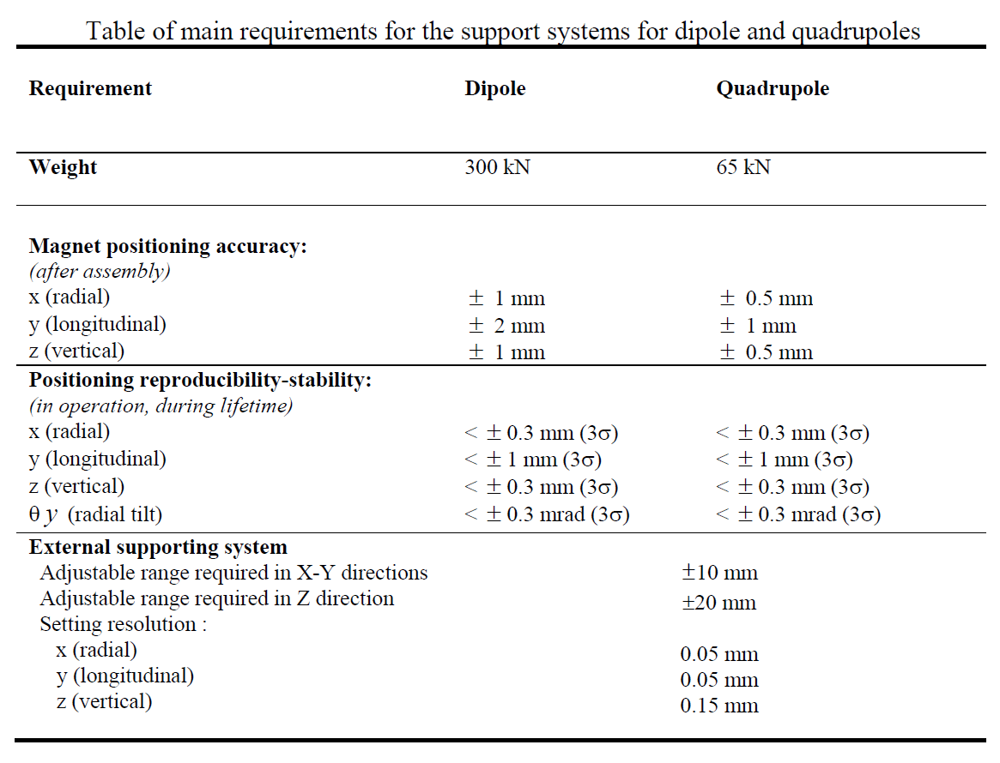 Table of main requirements for the support systems for dipole and quadrupoles
Requirement Dipole Quadrupole
Weight 300 kN 65 kN
Magnet positioning accuracy:
(after assembly)
x (radial) ± 1 mm ± 0.5 mm
y (longitudinal) ± 2 mm ± 1 mm
z (vertical) ± 1 mm ± 0.5 mm
Positioning reproducibility-stability:
(in operation, during lifetime)
x (radial) < ± 0.3 mm (3σ) < ± 0.3 mm (3σ)
y (longitudinal) < ± 1 mm (3σ) < ± 1 mm (3σ)
z (vertical) < ± 0.3 mm (3σ) < ± 0.3 mm (3σ)
θ y (radial tilt) < ± 0.3 mrad (3σ) < ± 0.3 mrad (3σ)
External supporting system
Adjustable range required in X-Y directions ±10 mm
Adjustable range required in Z direction ±20 mm
Setting resolution :
x (radial) 0.05 mm
y (longitudinal) 0.05 mm
z (vertical) 0.15 mm